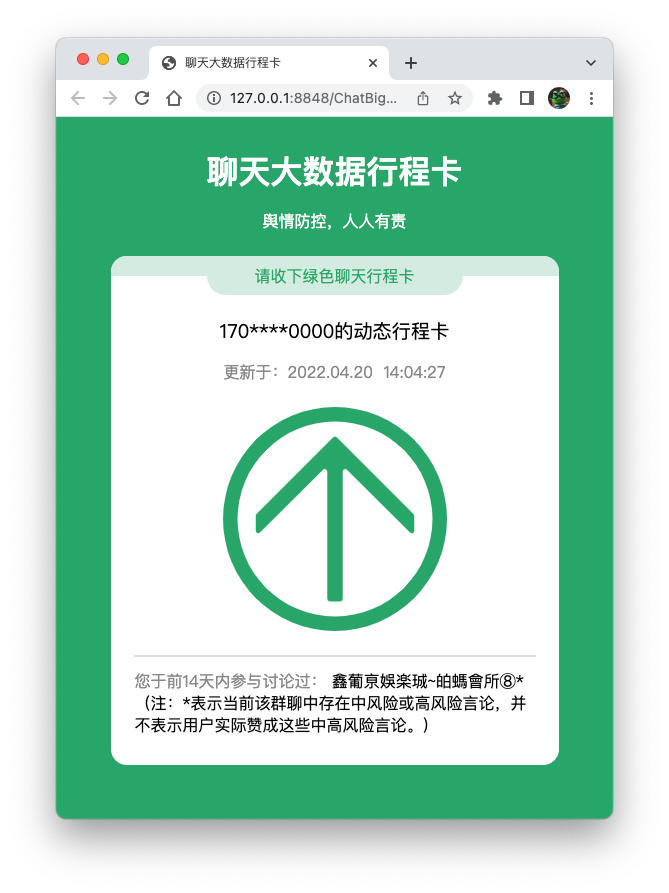 聊天大数据行程卡
127.0.0.1:8848/ChatBig...
聊天大数据行程卡
舆情防控，人人有责
请收下绿色聊天行程卡
170****0000的动态行程卡
更新于：2022.04.20 14:04:27
您于前14天内参与讨论过： 鑫葡京娛楽珹~皉螞會所⑧*
（注：*表示当前该群聊中存在中风险或高风险言论，并
不表示用户实际赞成这些中高风险言论。）